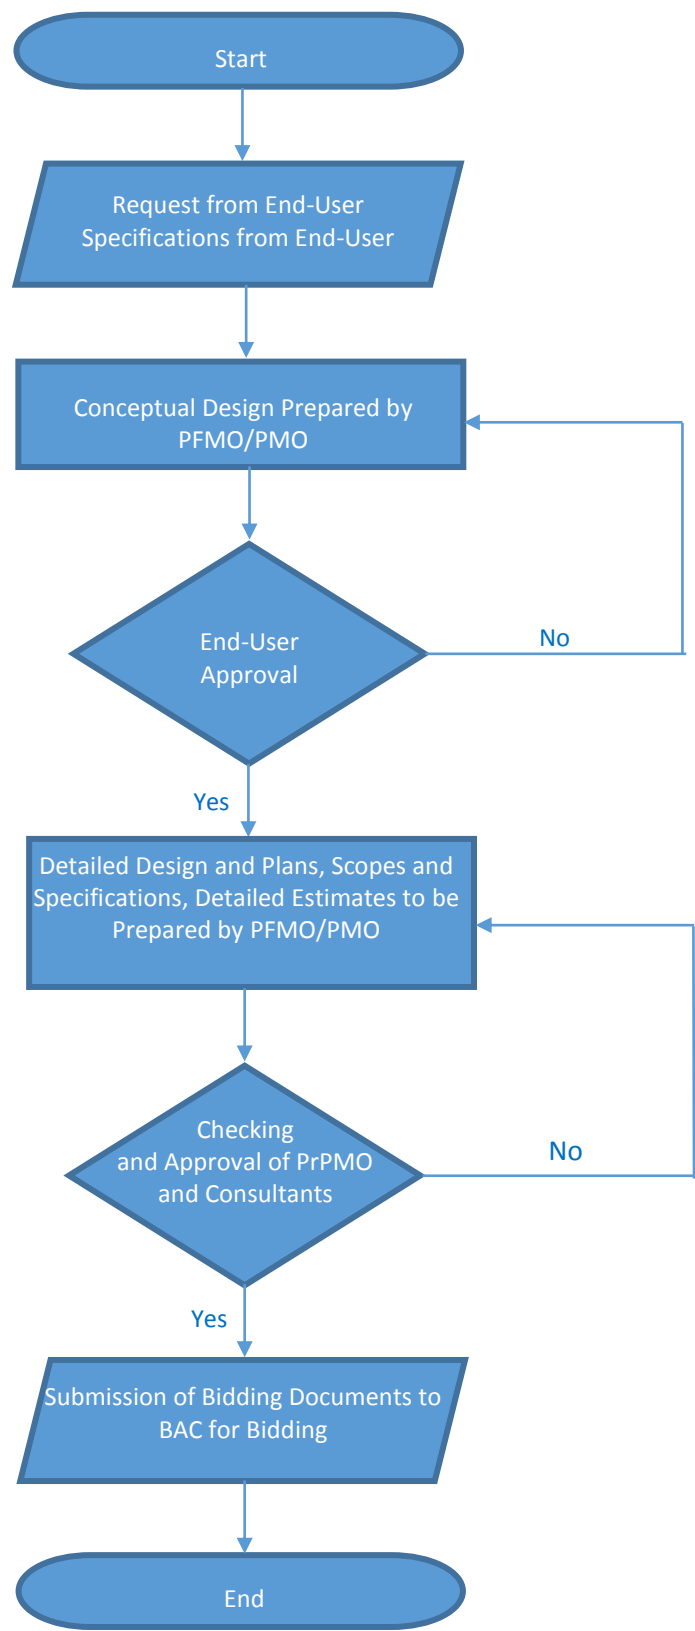 Start
Request from End-User
Specifications from End-User
Conceptual Design Prepared by
PFMO/PMO
End-User
Approval
No
Yes
Detailed Design and Plans, Scopes and
Specifications, Detailed Estimates to be
Prepared by PFMO/PMO
Checking
and Approval of PrPMO
and Consultants
No
Yes
Submission of Bidding Documents to
BAC for Bidding
End